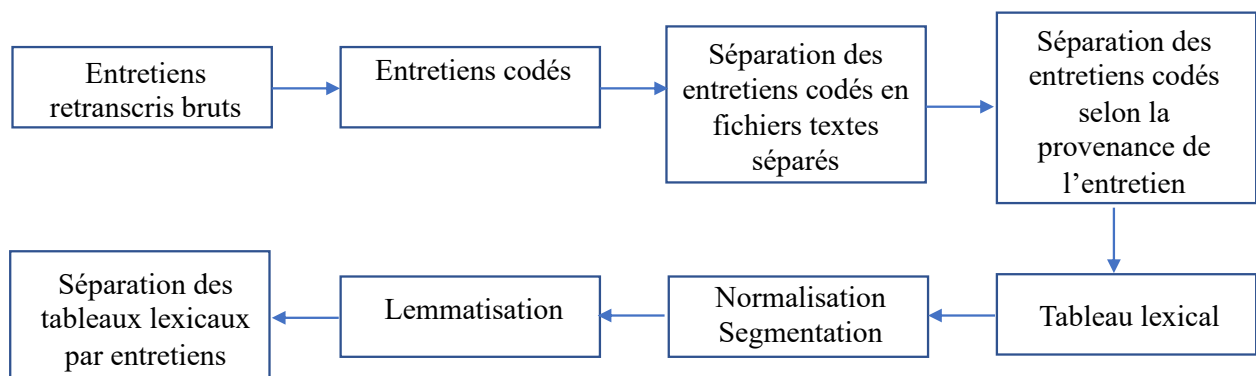 Entretiens
retranscris bruts
Entretiens codés
Séparation des
entretiens codés en
fichiers textes
séparés
Séparation des
entretiens codés
selon la
provenance de
l’entretien
Tableau lexical
Normalisation
Segmentation
Lemmatisation
Séparation des
tableaux lexicaux
par entretiens